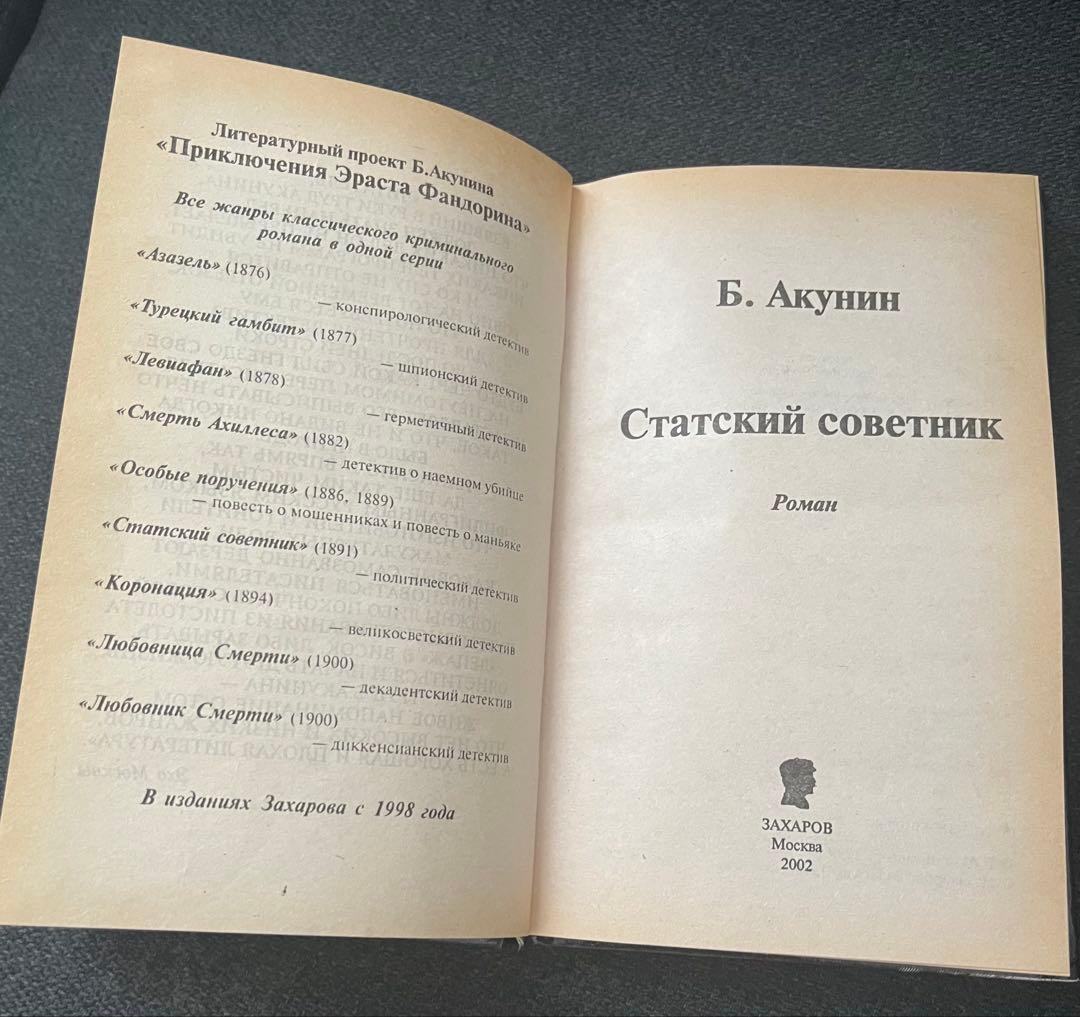 Литературный проект Б.Акунина
«Приключения Эраста Фандорина»
Все жанры классического криминального
романа в одной серии
«Азазель» (1876)
— конспирологический детектив
«Турецкий гамбит» (1877)
— шпионский детектив
«Левиафан» (1878)
— герметичный детектив
«Смерть Ахиллеса» (1882)
— детектив о наемном убийце
«Особые поручения» (1886, 1889)
— повесть о мошенниках и повесть о маньяке
«Статский советник» (1891)
— политический детектив
«Коронация» (1894)
— великосветский детектив
«Любовница Смерти» (1900)
— декадентский детектив
«Любовник Смерти» (1900)
— диккенсианский детектив
В изданиях Захарова с 1998 года
Б. Акунин
Статский советник
Роман
ЗАХАРОВ
Москва
2002